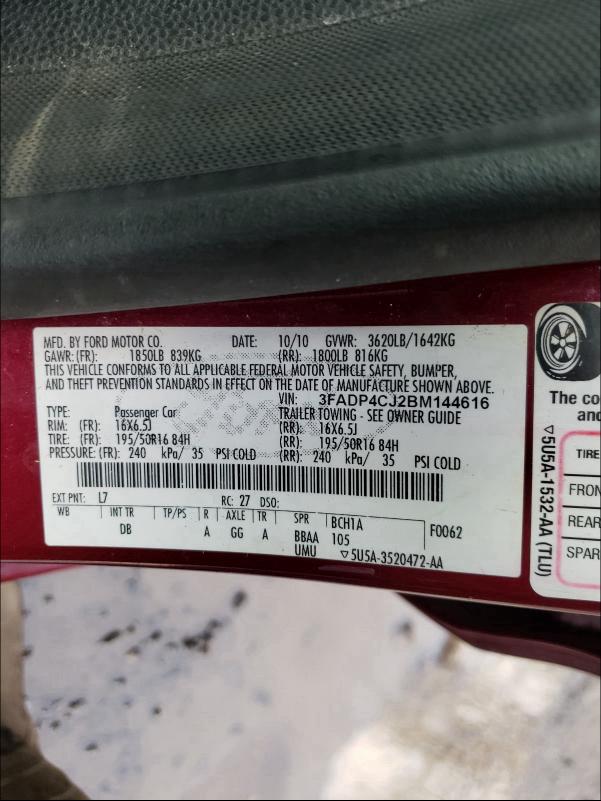 MFD. BY FORD MOTOR CO. DATE: 10/10 GVWR: 3620LB/1642KG
GAWR: (FR): 1850LB 839KG (RR): 1800LB 816KG
THIS VEHICLE CONFORMS TO ALL APPLICABLE FEDERAL MOTOR VEHICLE SAFETY, BUMPER,
AND THEFT PREVENTION STANDARDS IN EFFECT ON THE DATE OF MANUFACTURE SHOWN ABOVE.
VIN: 3FADP4CJ2BM144616
TYPE: Passenger Car TRAILER TOWING - SEE OWNER GUIDE
RIM: (FR): 16X6.5J (RR): 16X6.5J
TIRE: (FR): 195/50R16 84H (RR): 195/50R16 84H
PRESSURE: (FR): 240 kPa/ 35 PSI COLD (RR): 240 kPa/ 35 PSI COLD
EXT PNT: L7 RC: 27 DSO:
WB INT TR TP/PS R AXLE TR SPR BCH1A F0062
DB A GG A BBAA 105
UMU ▽5U5A-3520472-AA
The co
TIRE
FRON
REAR
SPAR
▽5U5A-1532-AA (TLU)